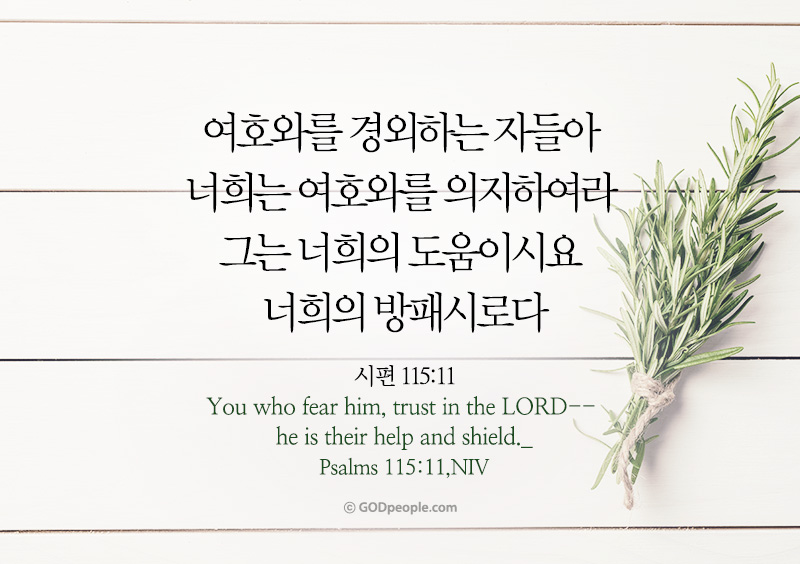 여호와를 경외하는 자들아
너희는 여호와를 의지하여라
그는 너희의 도움이시요
너희의 방패시로다
시편 115:11
You who fear him, trust in the LORD--
he is their help and shield._
Psalms 115:11,NIV
© GODpeople.com